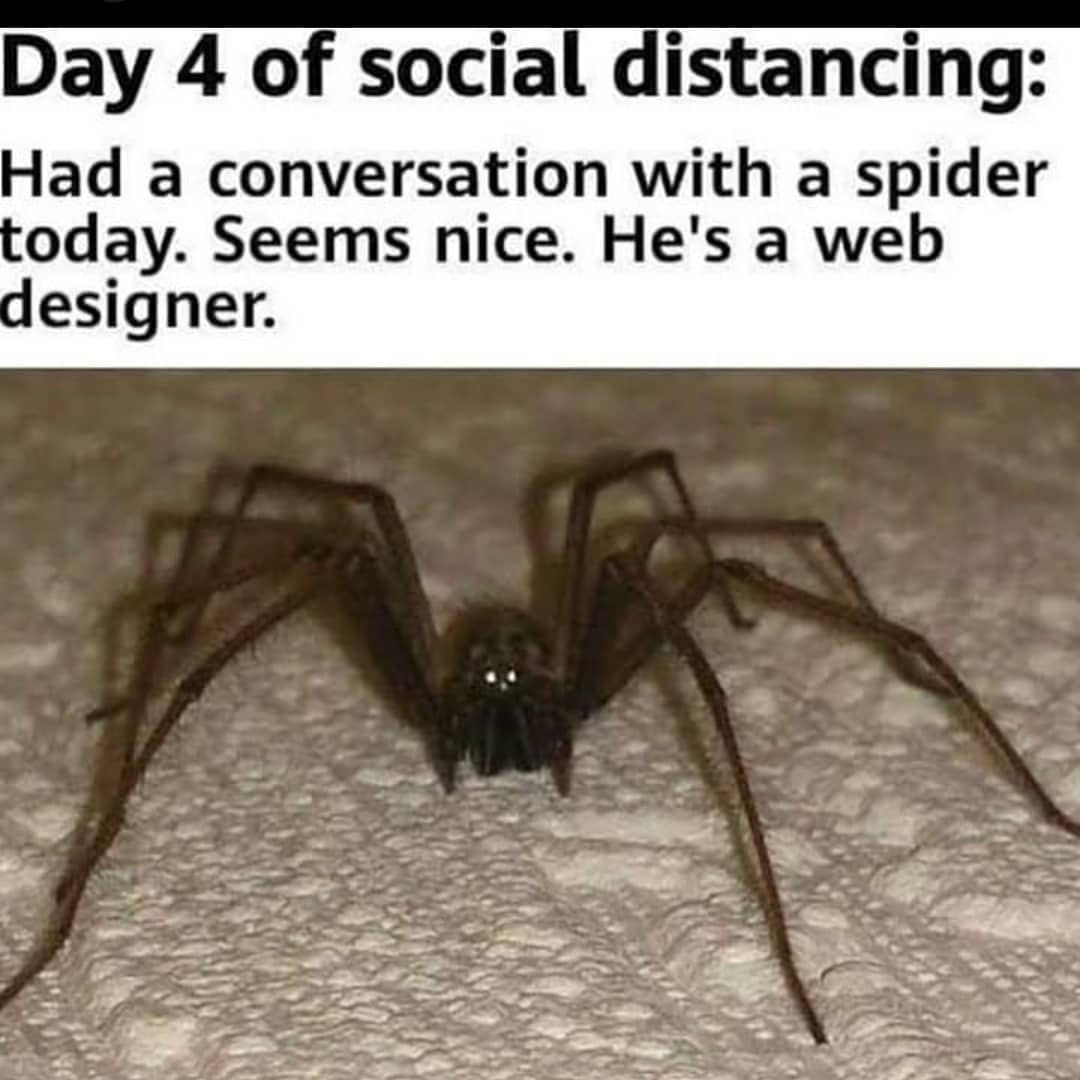 Day 4 of social distancing:
Had a conversation with a spider
today. Seems nice. He's a web
designer.